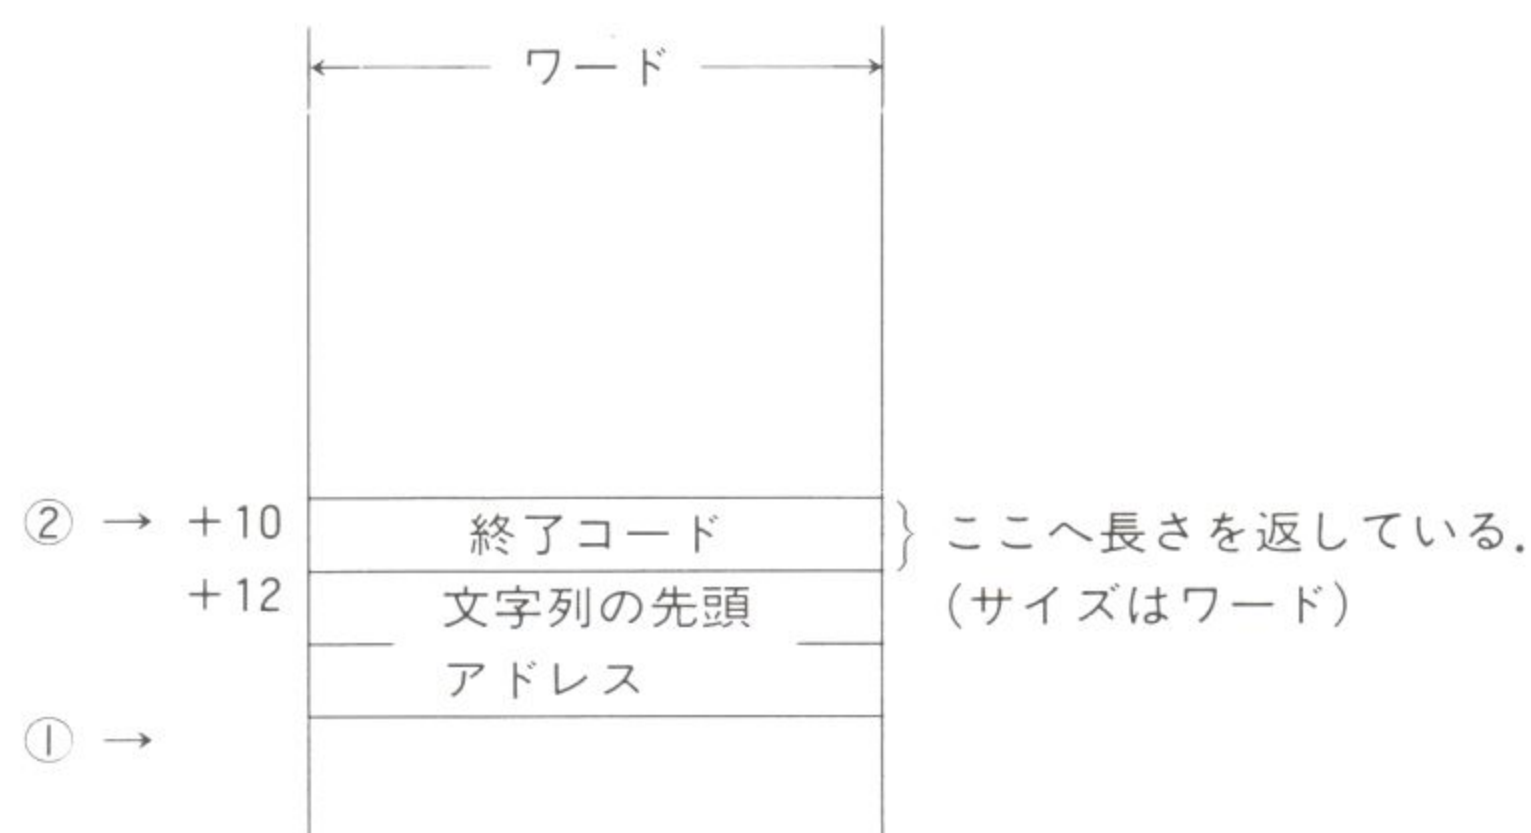 ワード
② → +10 終了コード ここへ長さを返している.
+12 文字列の先頭 (サイズはワード)
アドレス
① →